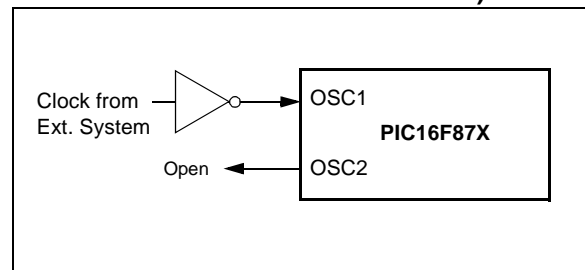 Clock from
Ext. System
OSC1
PIC16F87X
Open
OSC2